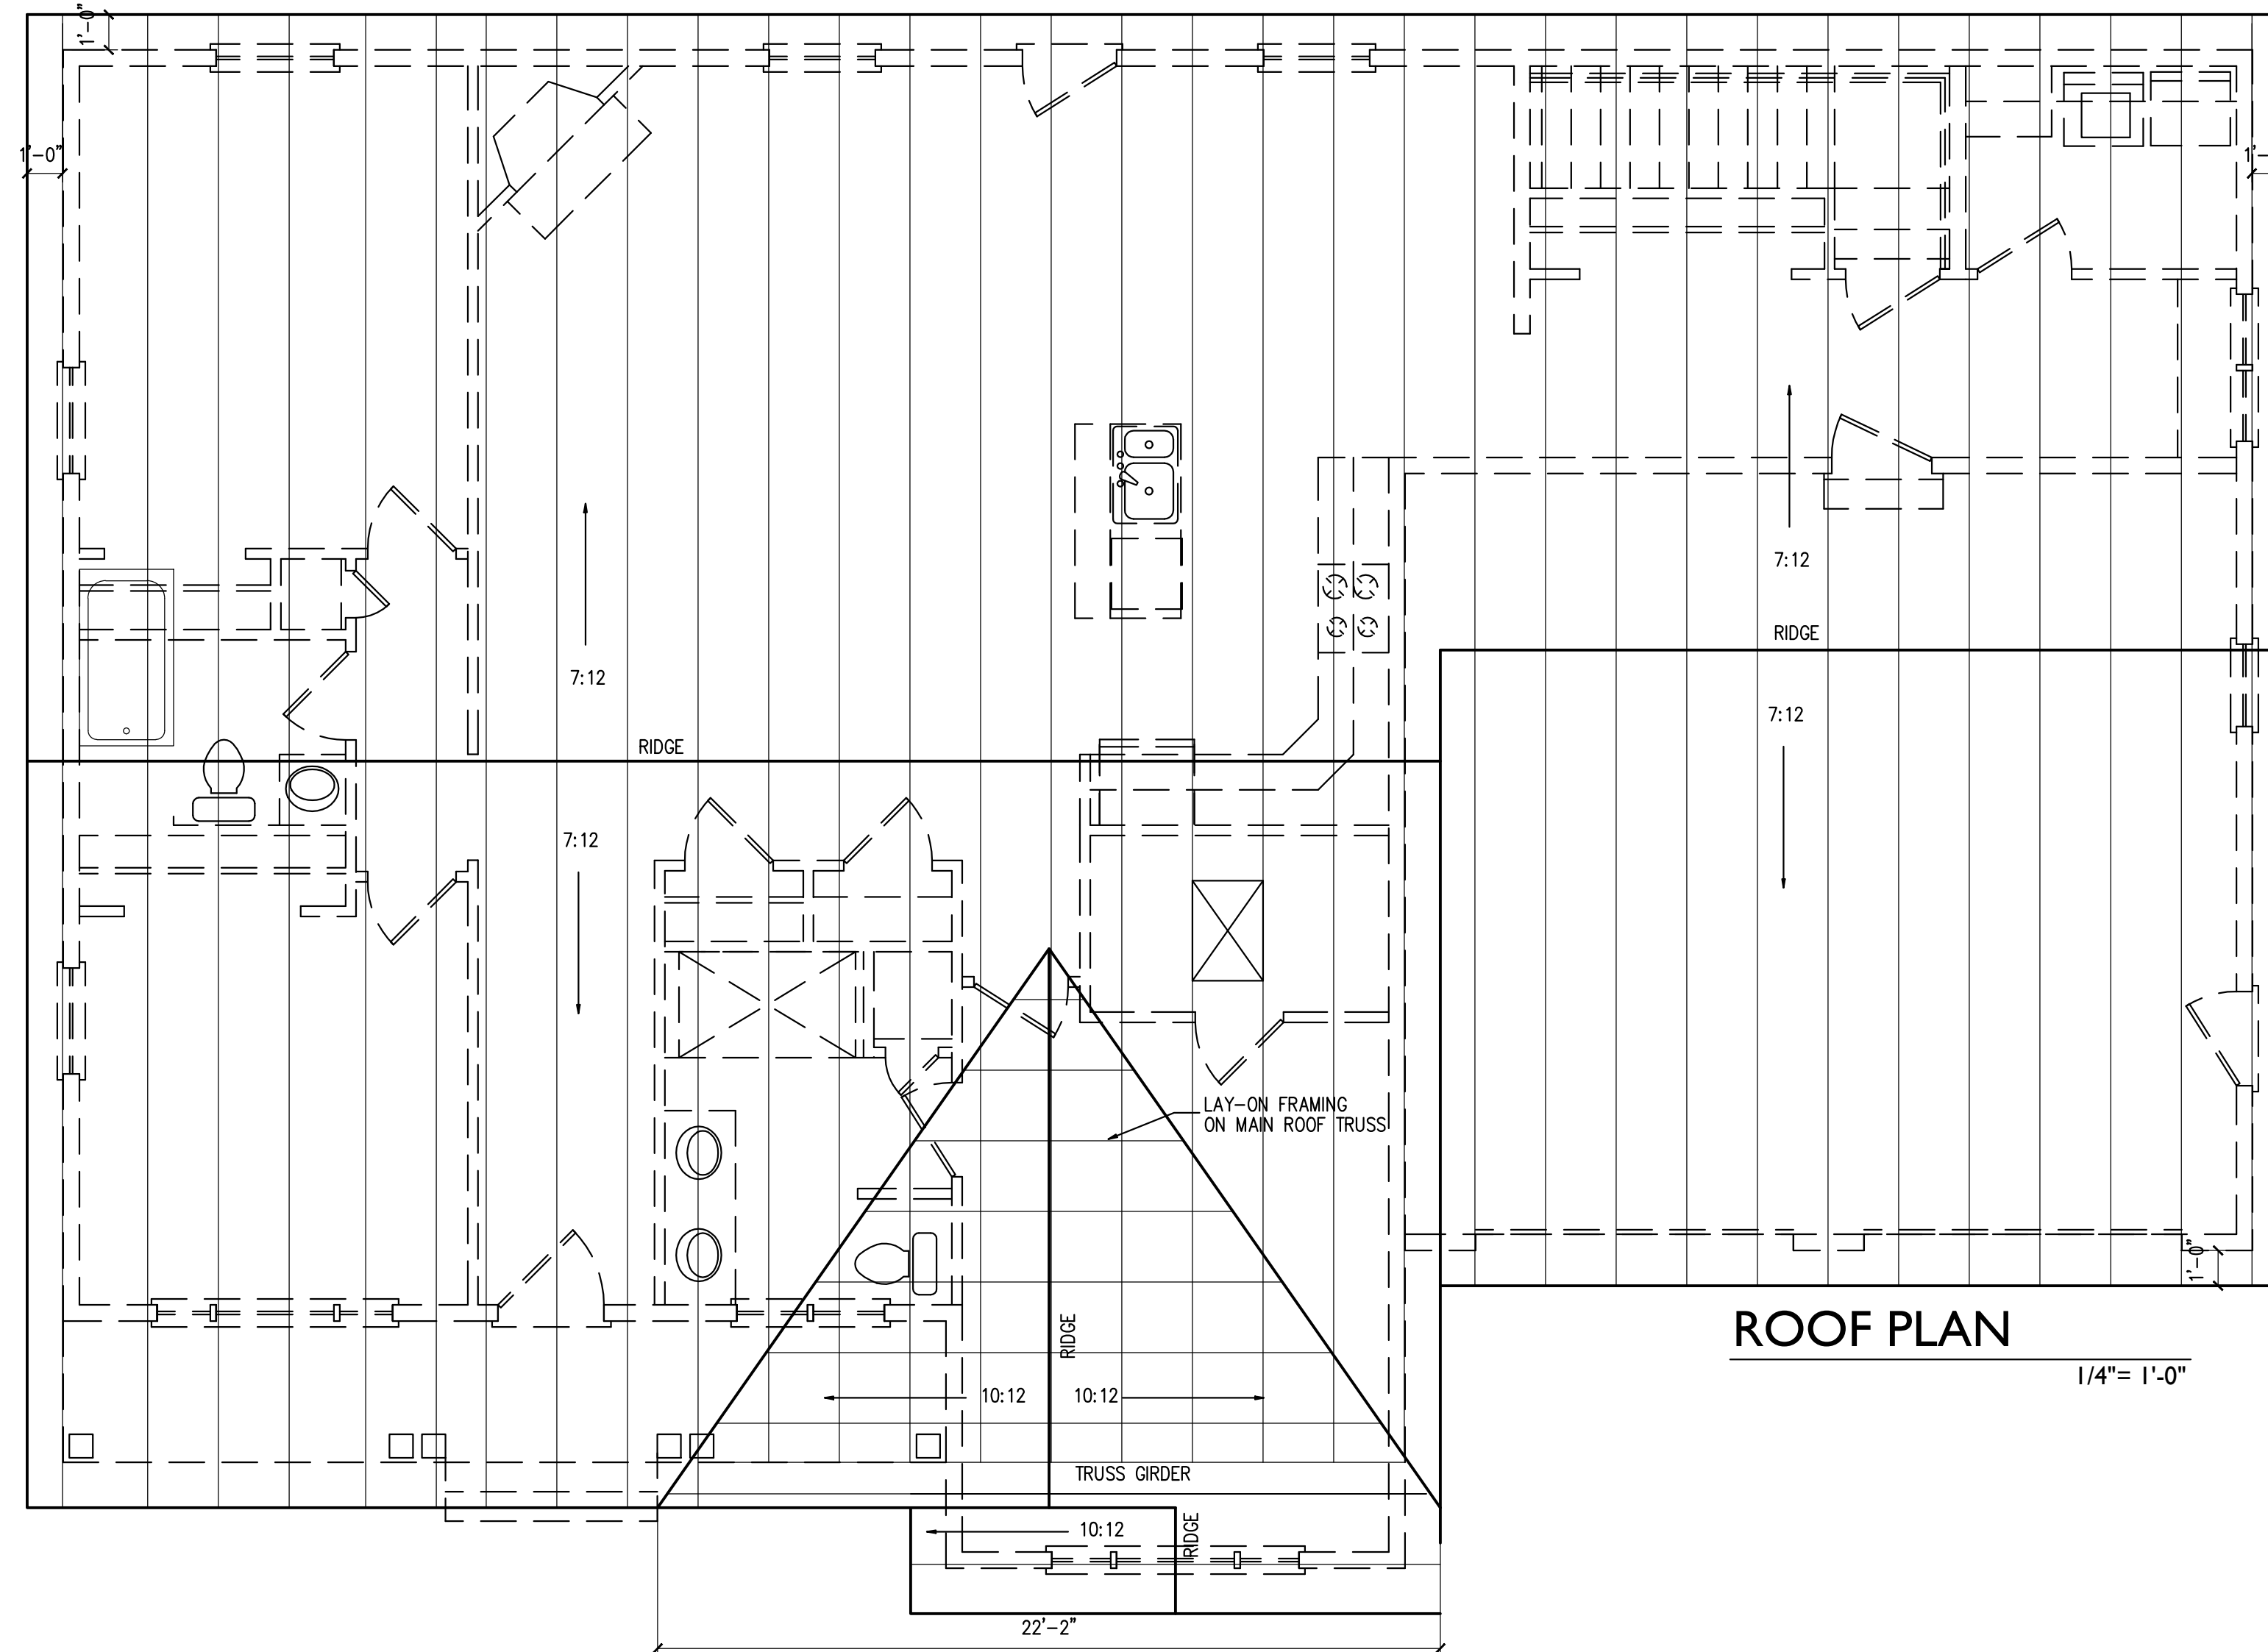 1'-0"
1'-0"
1'-
7:12
RIDGE
7:12
7:12
RIDGE
7:12
LAY-ON FRAMING
ON MAIN ROOF TRUSS
1'-0"
RIDGE
ROOF PLAN
1/4"= 1'-0"
10:12
10:12
TRUSS GIRDER
10:12
RIDGE
22'-2"